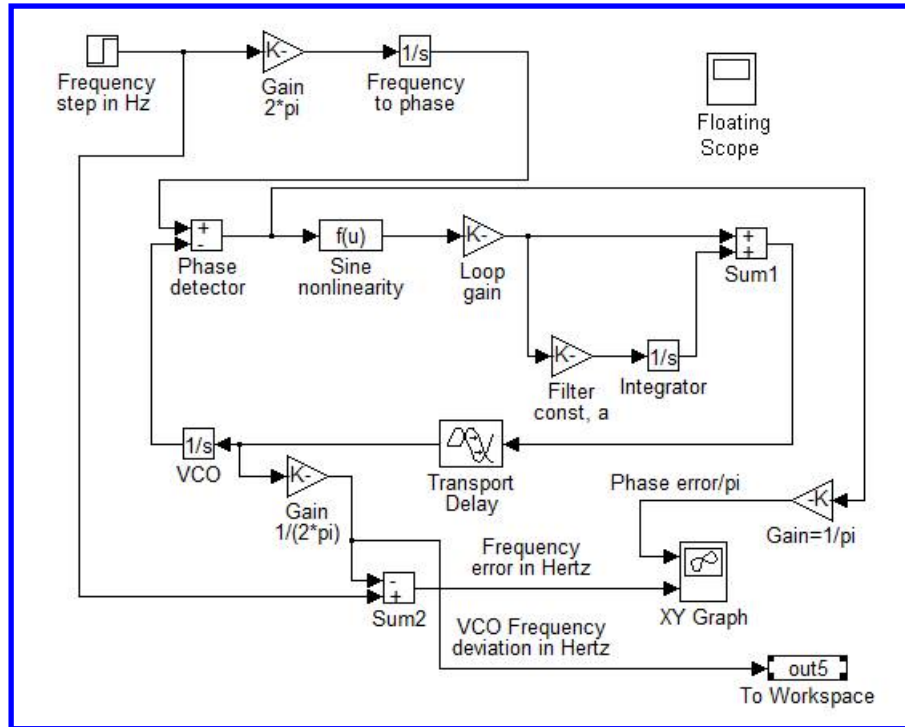 K-
1/s
Frequency
step in Hz
Gain
2*pi
Frequency
to phase
Floating
Scope
+
-
f(u)
K-
+
+
Phase
detector
Sine
nonlinearity
Loop
gain
Sum1
K-
1/s
Filter
const, a
Integrator
1/s
VCO
K-
Gain
1/(2*pi)
Transport
Delay
Phase error/pi
-K
Gain=1/pi
Frequency
error in Hertz
-
+
Sum2
XY Graph
VCO Frequency
deviation in Hertz
out5
To Workspace